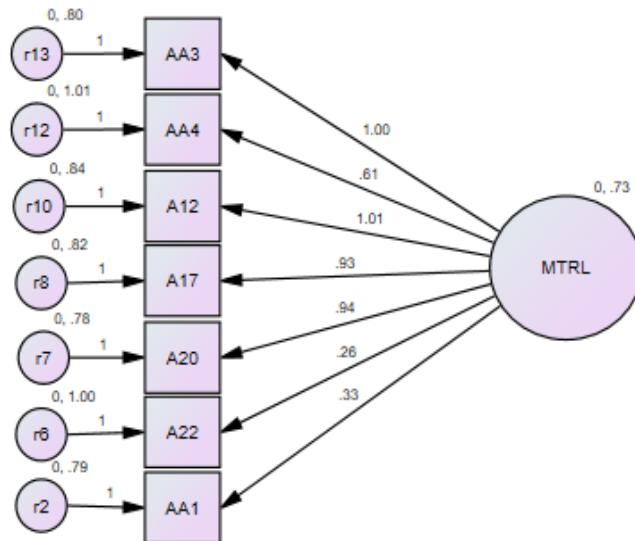 0, .80
r13 1 AA3
1.00
0, 1.01
r12 1 AA4
.61
0, .84
r10 1 A12
1.01
0, .73
MTRL
0, .82
r8 1 A17
.93
0, .78
r7 1 A20
.94
0, 1.00
r6 1 A22
.26
0, .79
r2 1 AA1
.33